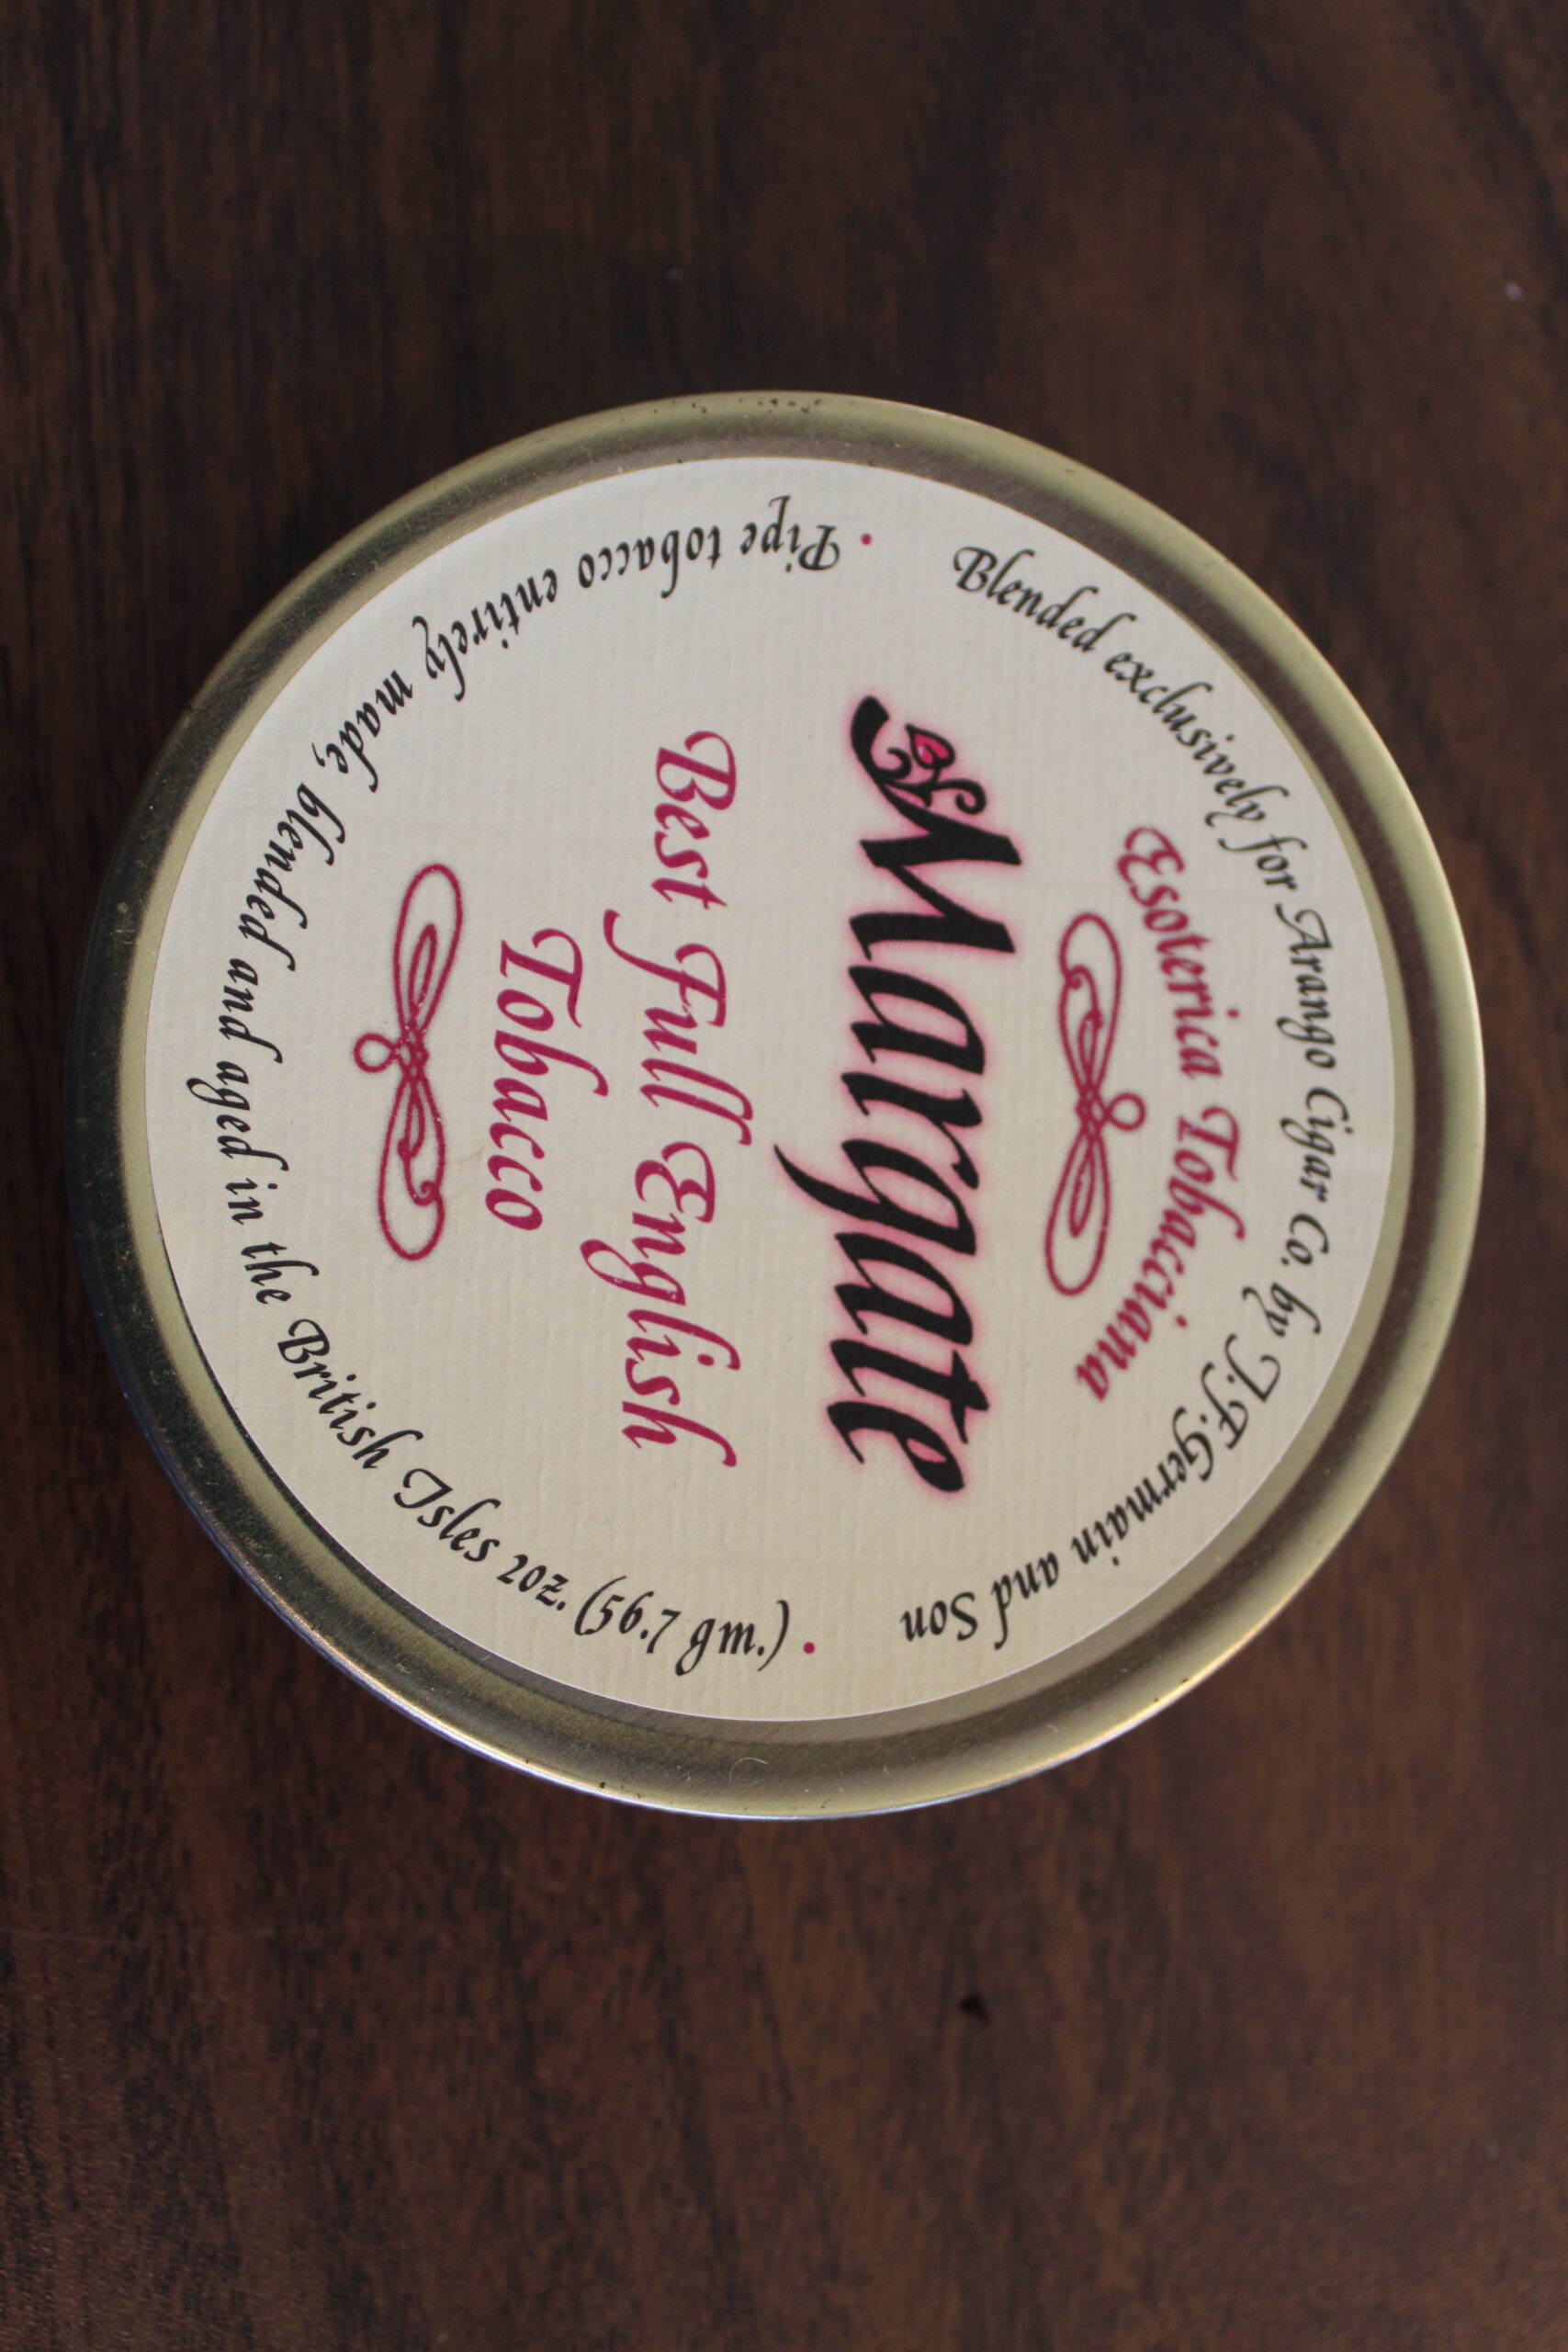 Blended exclusively for Arango Cigar Co. by J.F.Germain and Son
Esoterica Tobacciana
Margate
Best Full English
Tobacco
• Pipe tobacco entirely made, blended and aged in the British Isles 2oz. (56.7 gm.) •